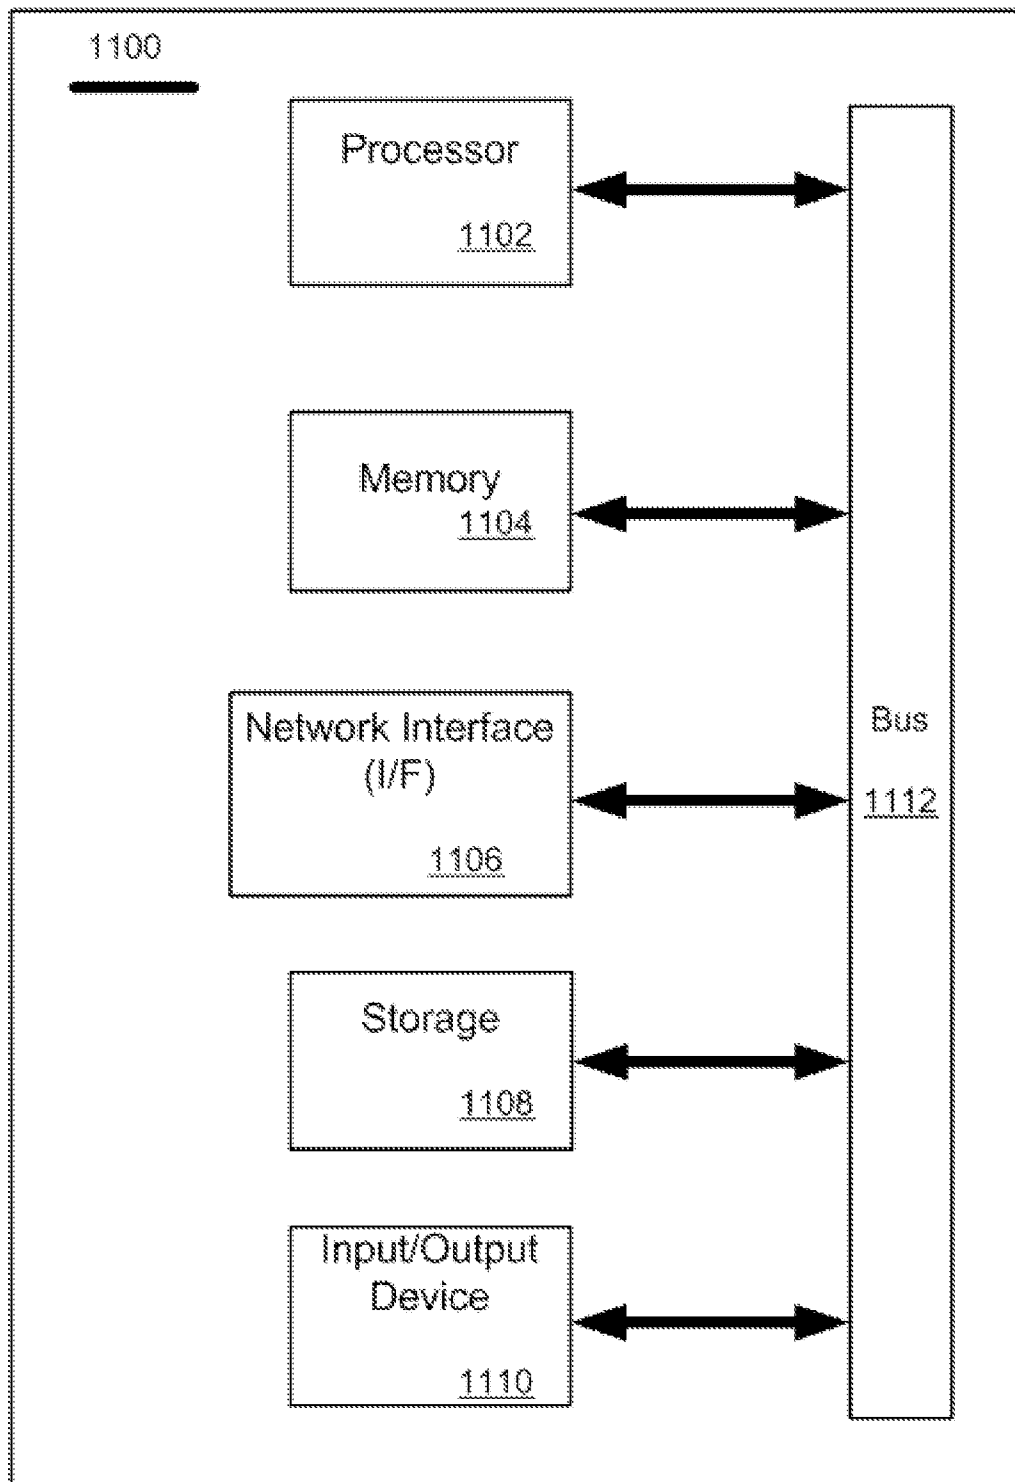 1100
Processor
1102
Memory
1104
Network Interface
(I/F)
1106
Bus
1112
Storage
1108
Input/Output
Device
1110